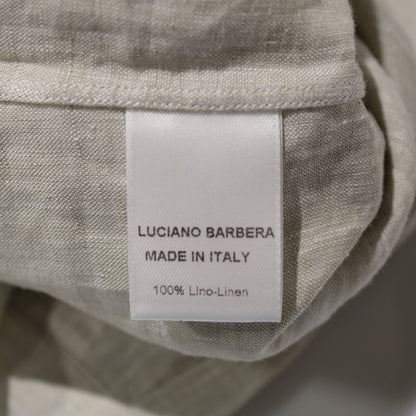 LUCIANO BARBERA
MADE IN ITALY
100% Lino-Linen